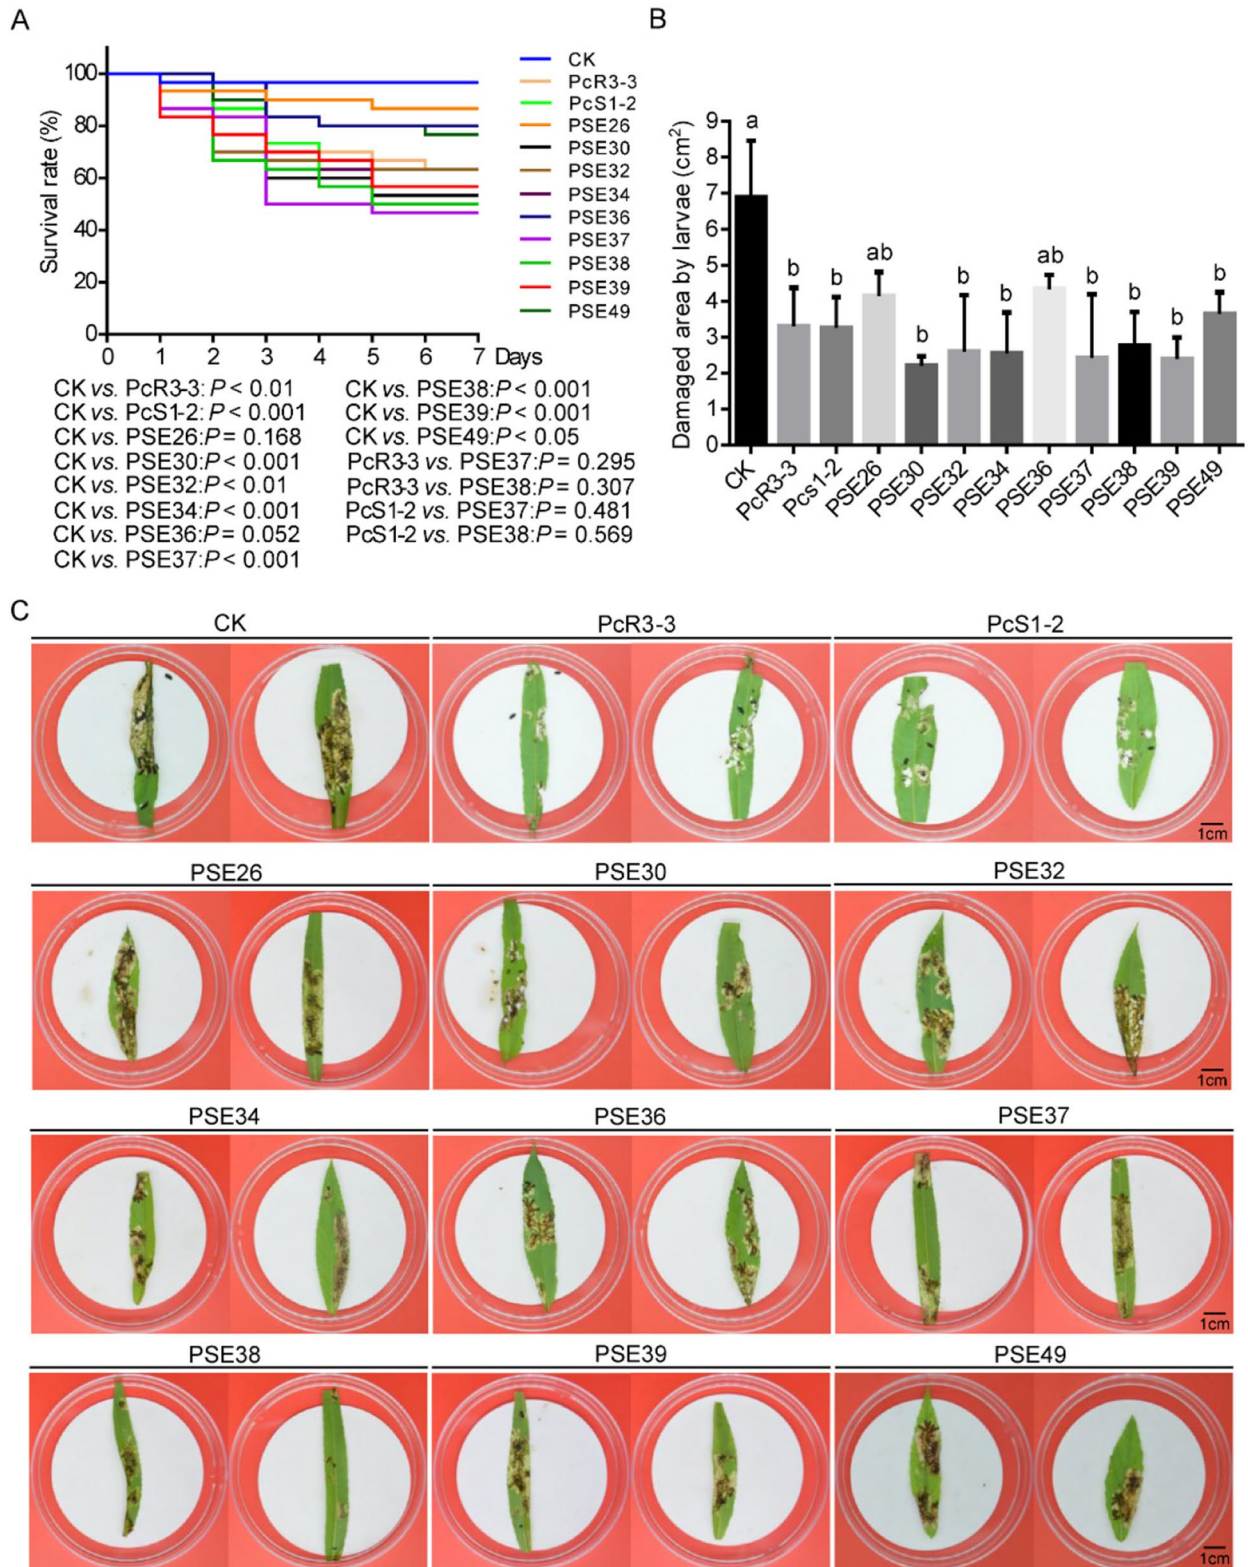 A
Survival rate (%)
100
80
60
40
20
0
0 1 2 3 4 5 6 7 Days
CK
PcR3-3
PcS1-2
PSE26
PSE30
PSE32
PSE34
PSE36
PSE37
PSE38
PSE39
PSE49
CK vs. PcR3-3:P < 0.01
CK vs. PcS1-2:P < 0.001
CK vs. PSE26:P = 0.168
CK vs. PSE30:P < 0.001
CK vs. PSE32:P < 0.01
CK vs. PSE34:P < 0.001
CK vs. PSE36:P = 0.052
CK vs. PSE37:P < 0.001
CK vs. PSE38:P < 0.001
CK vs. PSE39:P < 0.001
CK vs. PSE49:P < 0.05
PcR3-3 vs. PSE37:P = 0.295
PcR3-3 vs. PSE38:P = 0.307
PcS1-2 vs. PSE37:P = 0.481
PcS1-2 vs. PSE38:P = 0.569
B
Damaged area by larvae (cm²)
9
8
7
6
5
4
3
2
1
0
a b b ab b b b ab b b b b
CK PcR3-3 Pcs1-2 PSE26 PSE30 PSE32 PSE34 PSE36 PSE37 PSE38 PSE39 PSE49
C
CK PcR3-3 PcS1-2
1cm
PSE26 PSE30 PSE32
1cm
PSE34 PSE36 PSE37
1cm
PSE38 PSE39 PSE49
1cm